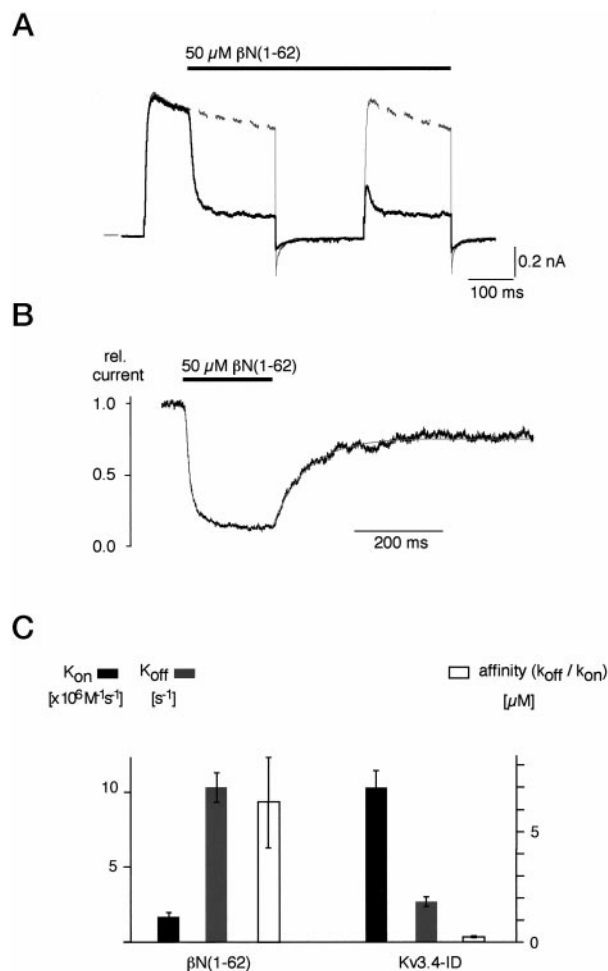 A
50 µM βN(1-62)
0.2 nA
100 ms
B
rel.
current
50 µM βN(1-62)
1.0
0.5
0.0
200 ms
C
Kon Koff affinity (koff / kon)
[x10⁶M⁻¹s⁻¹] [s⁻¹] [µM]
10
5
5
0
βN(1-62) Kv3.4-ID